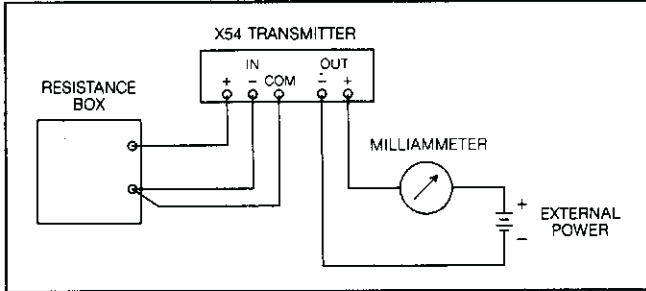 X54 TRANSMITTER
IN OUT
+ − COM − +
RESISTANCE
BOX
MILLIAMMETER
+
EXTERNAL
POWER
−